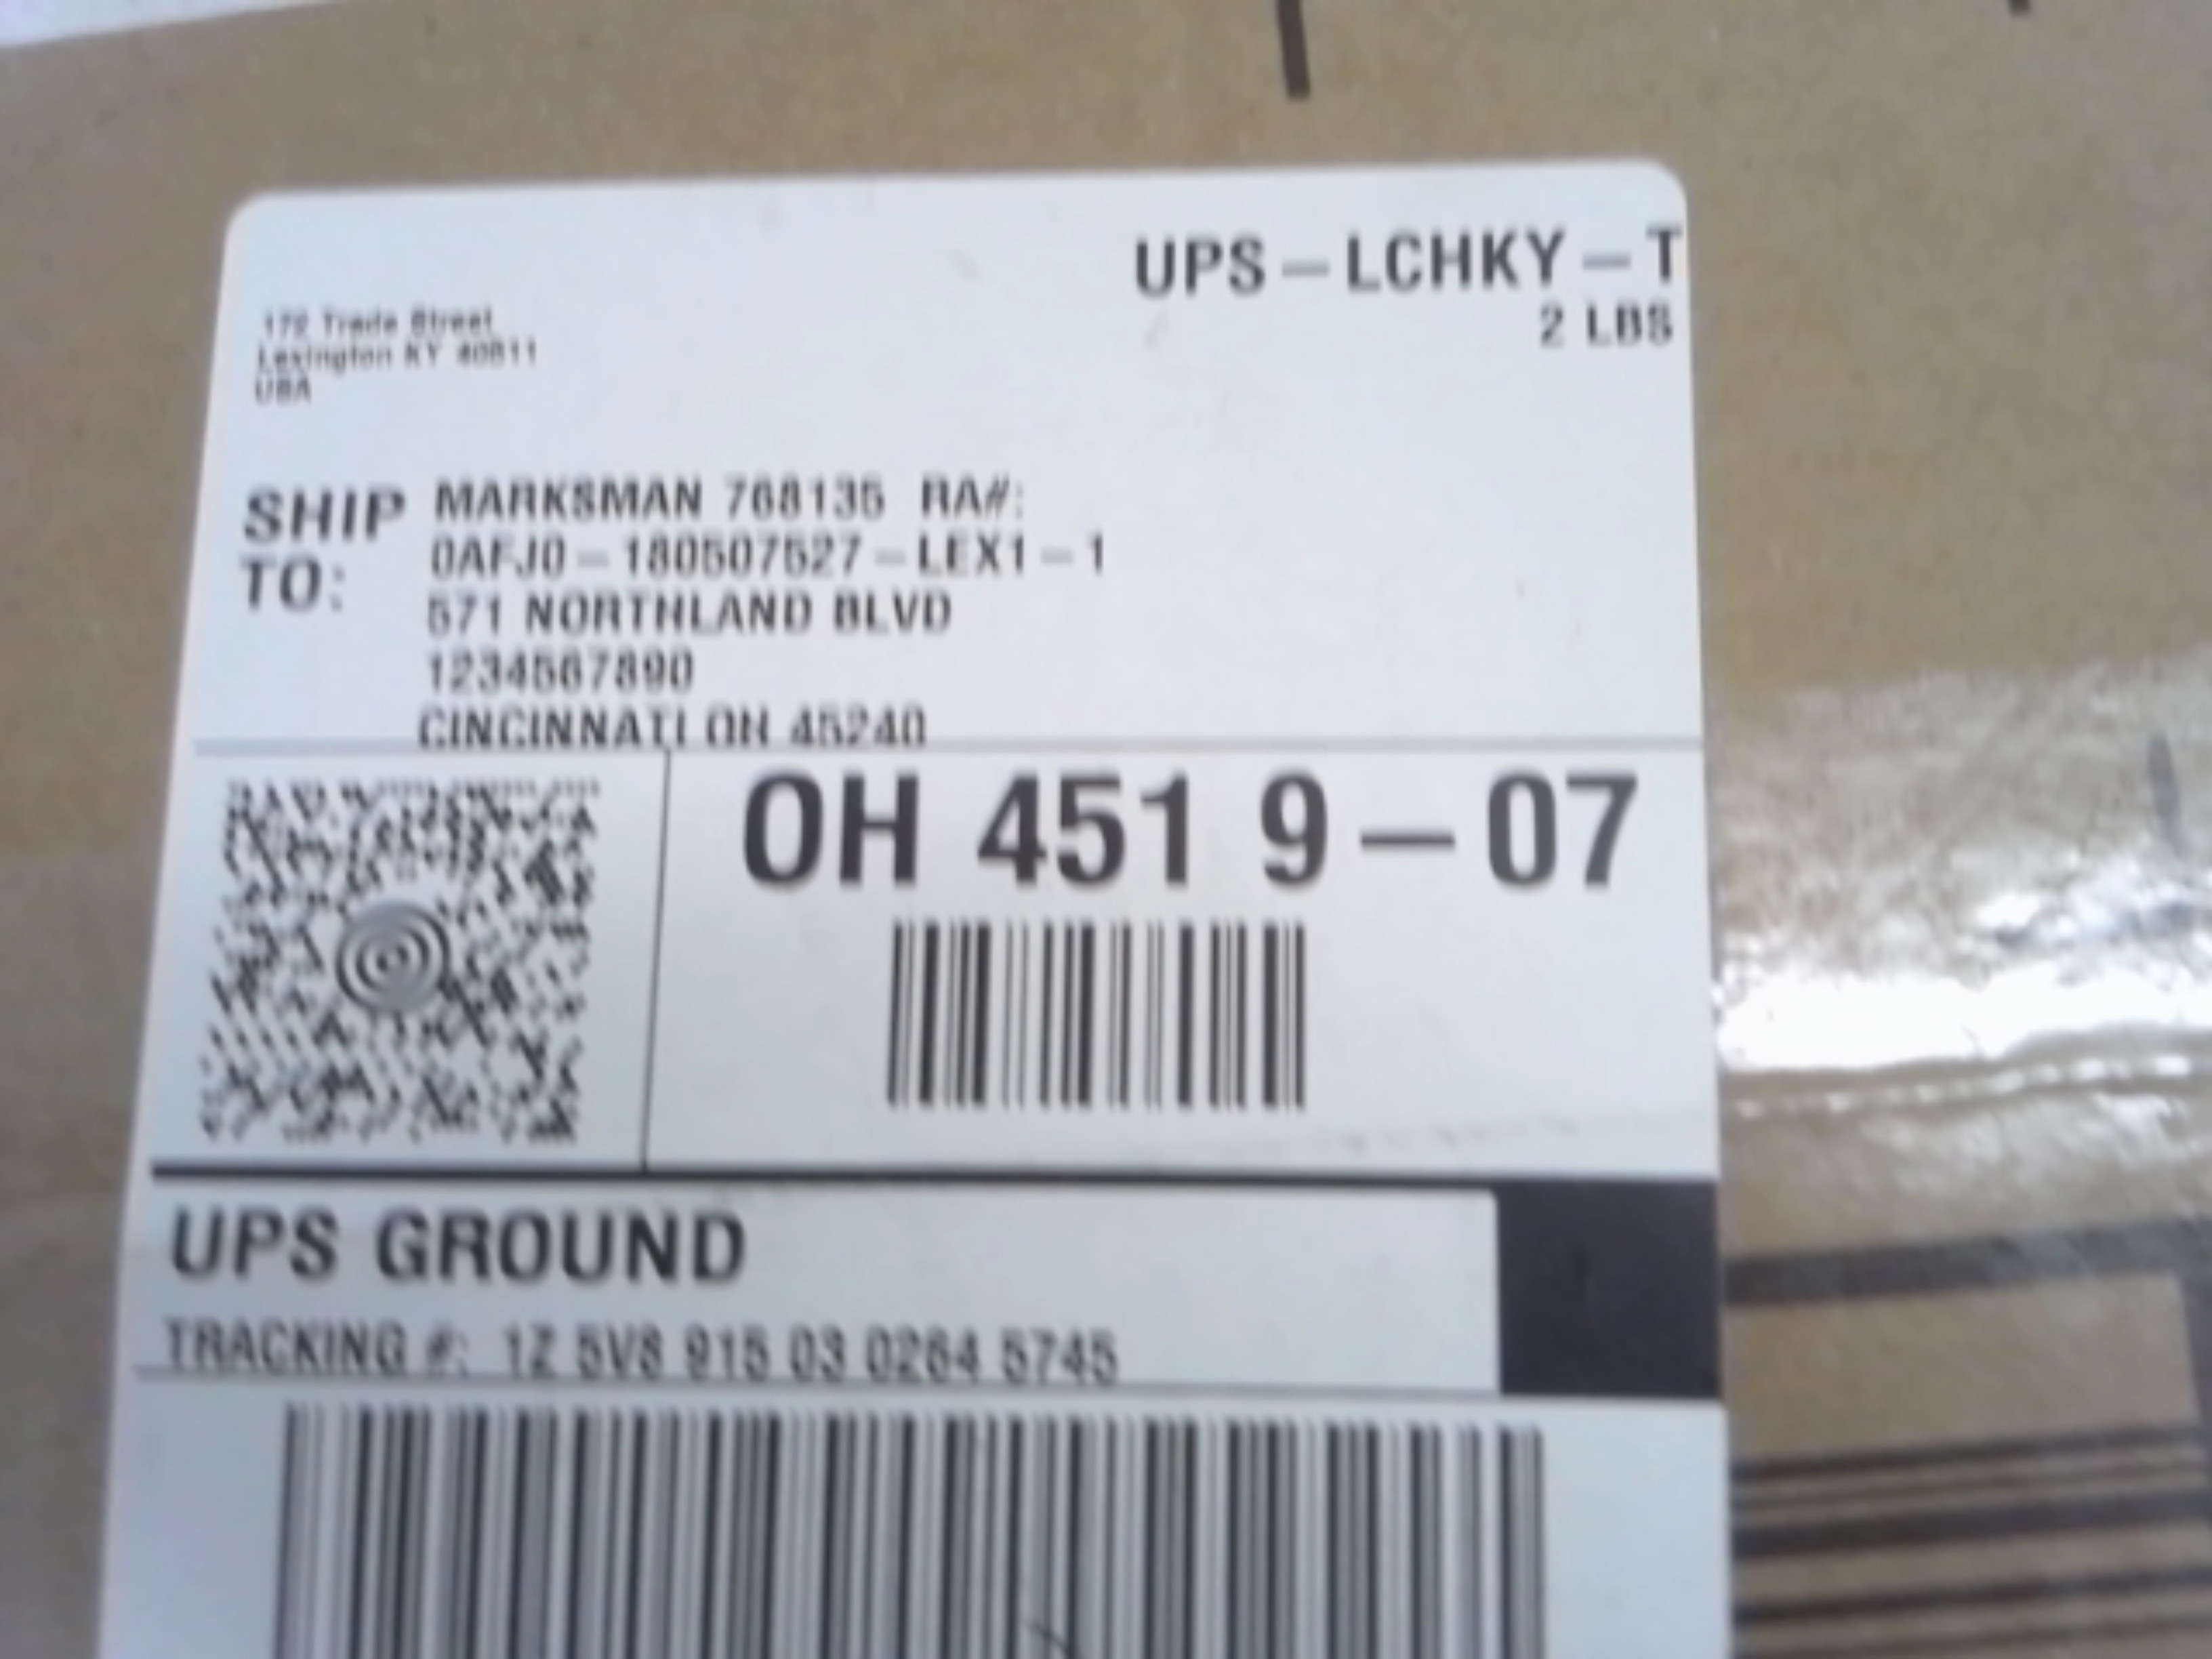 UPS-LCHKY-T
2 LBS
172 Trade Street
Lexington KY 40511
USA
SHIP TO:
MARKSMAN 768135 RA#:
0AFJ0-180507527-LEX1-1
571 NORTHLAND BLVD
1234567890
CINCINNATI OH 45240
OH 451 9-07
UPS GROUND
TRACKING #: 1Z 5V8 915 03 0264 5745